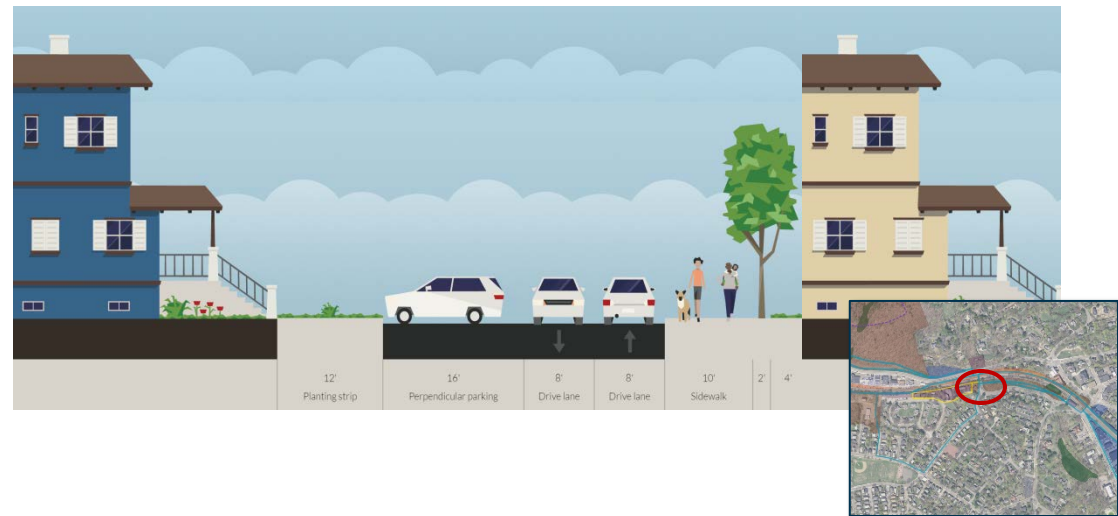 12' 16' 8' 8' 10' 2' 4'
Planting strip Perpendicular parking Drive lane Drive lane Sidewalk